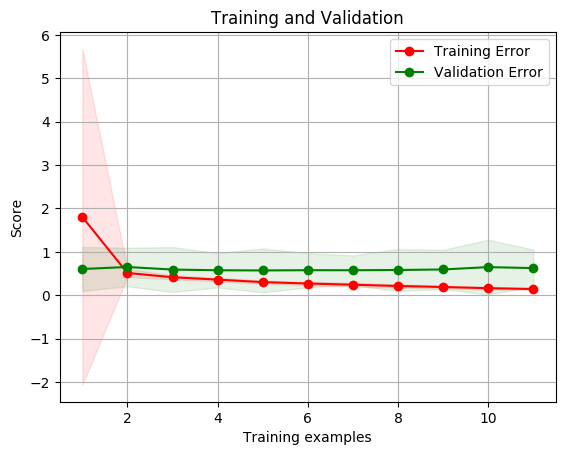 Training and Validation
Training Error
Validation Error
Score
6
5
4
3
2
1
0
−1
−2
2
4
6
8
10
Training examples